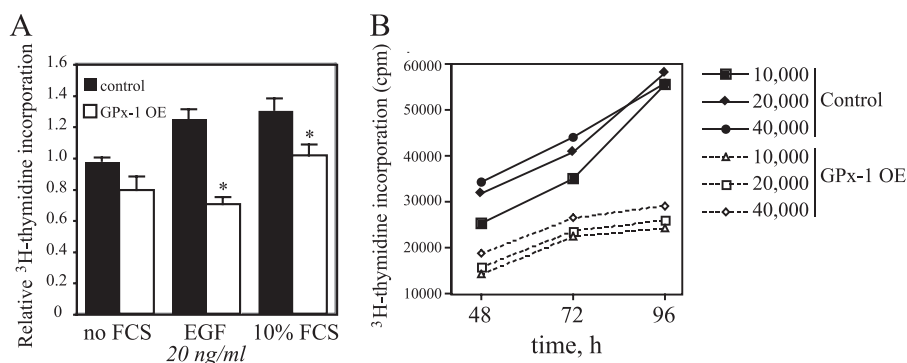 A
Relative ³H-thymidine incorporation
1.6
1.4
1.2
1.0
0.8
0.6
0.4
0.2
0
control
GPx-1 OE
*
*
no FCS
EGF
10% FCS
20 ng/ml
B
³H-thymidine incorporation (cpm)
60000
50000
40000
30000
20000
10000
48
72
96
time, h
10,000
20,000
40,000
Control
10,000
20,000
40,000
GPx-1 OE